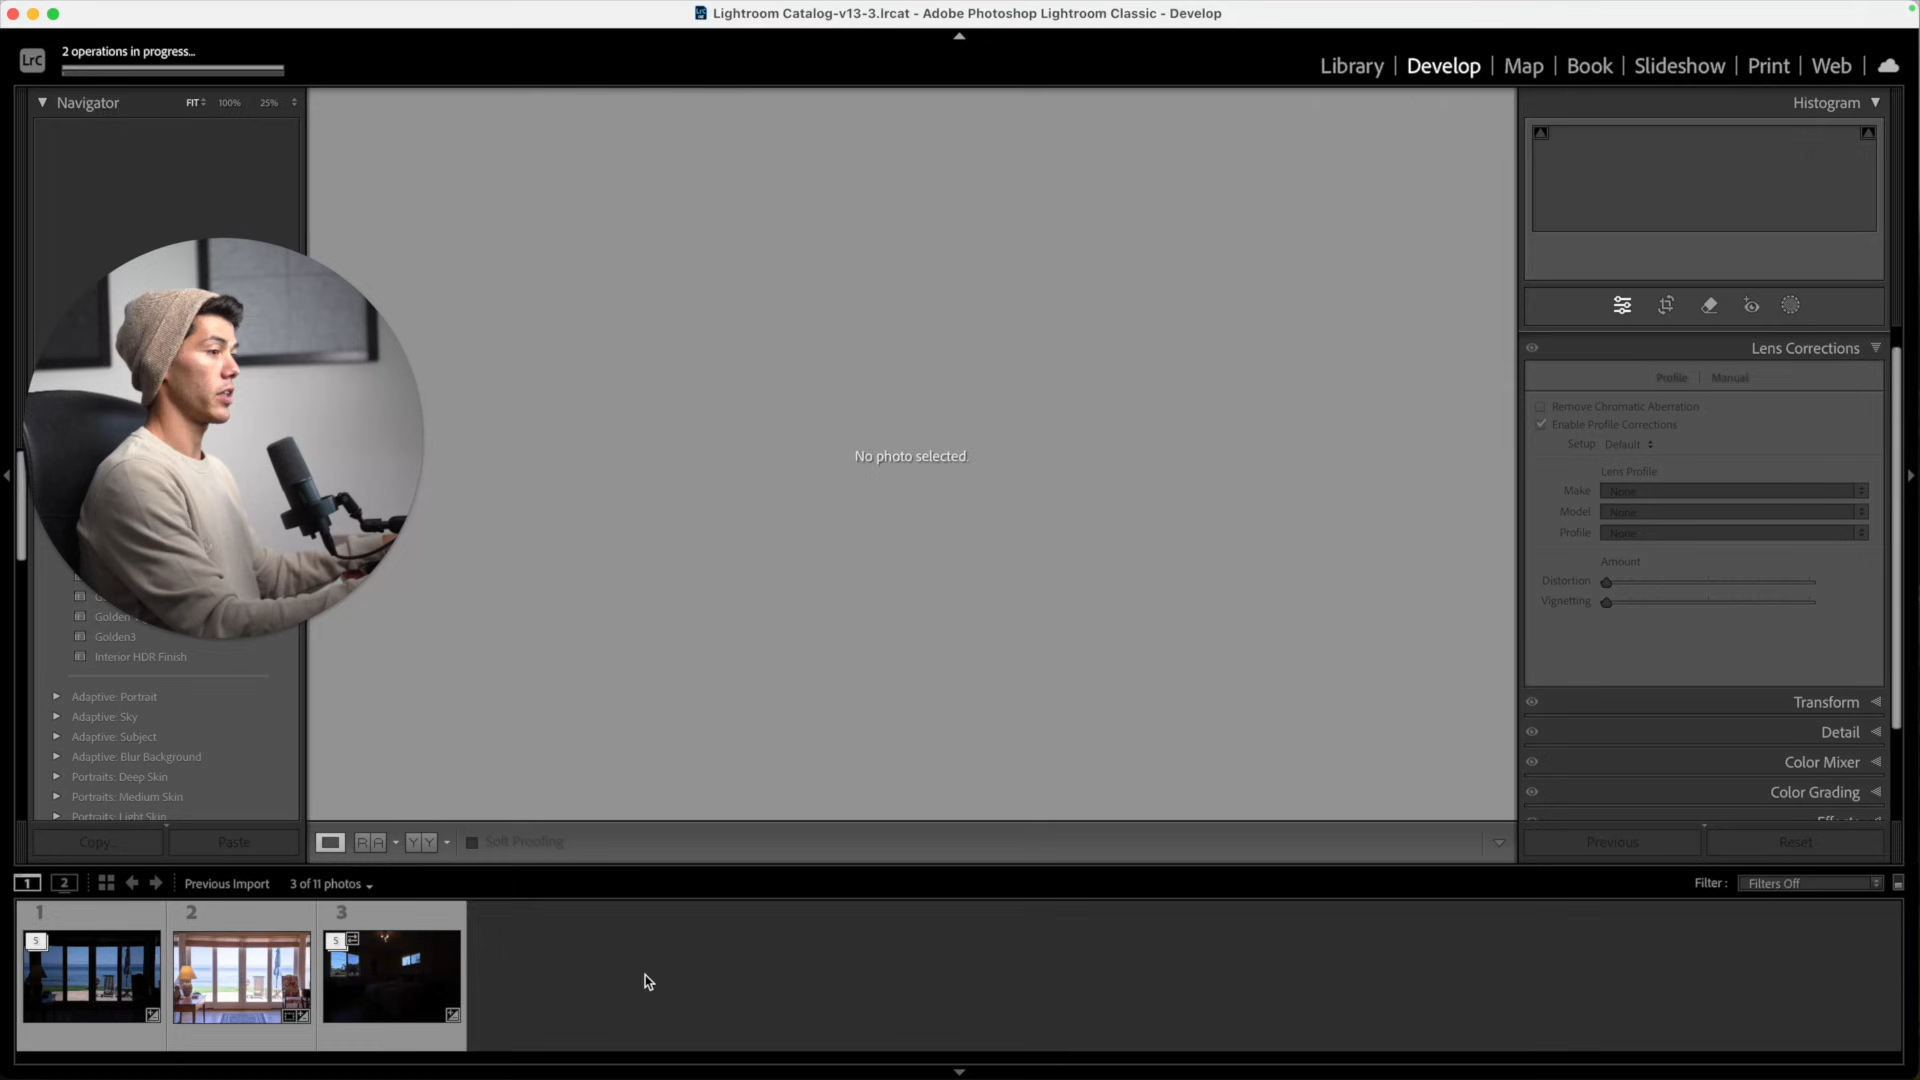 Lightroom Catalog-v13-3.lrcat - Adobe Photoshop Lightroom Classic - Develop
LrC
2 operations in progress...
Library | Develop | Map | Book | Slideshow | Print | Web
Navigator
FIT
100%
25%
Histogram
No photo selected.
Lens Corrections
Profile | Manual
Remove Chromatic Aberration
Enable Profile Corrections
Setup Default
Lens Profile
Make None
Model None
Profile None
Amount
Distortion
Vignetting
Golden
Golden3
Interior HDR Finish
Adaptive: Portrait
Adaptive: Sky
Adaptive: Subject
Adaptive: Blur Background
Portraits: Deep Skin
Portraits: Medium Skin
Portraits: Light Skin
Transform
Detail
Color Mixer
Color Grading
Effects
Copy...
Paste
R A
Y Y
Soft Proofing
Previous
Reset
1
2
Previous Import
3 of 11 photos
Filter :
Filters Off
1
2
3
S
S